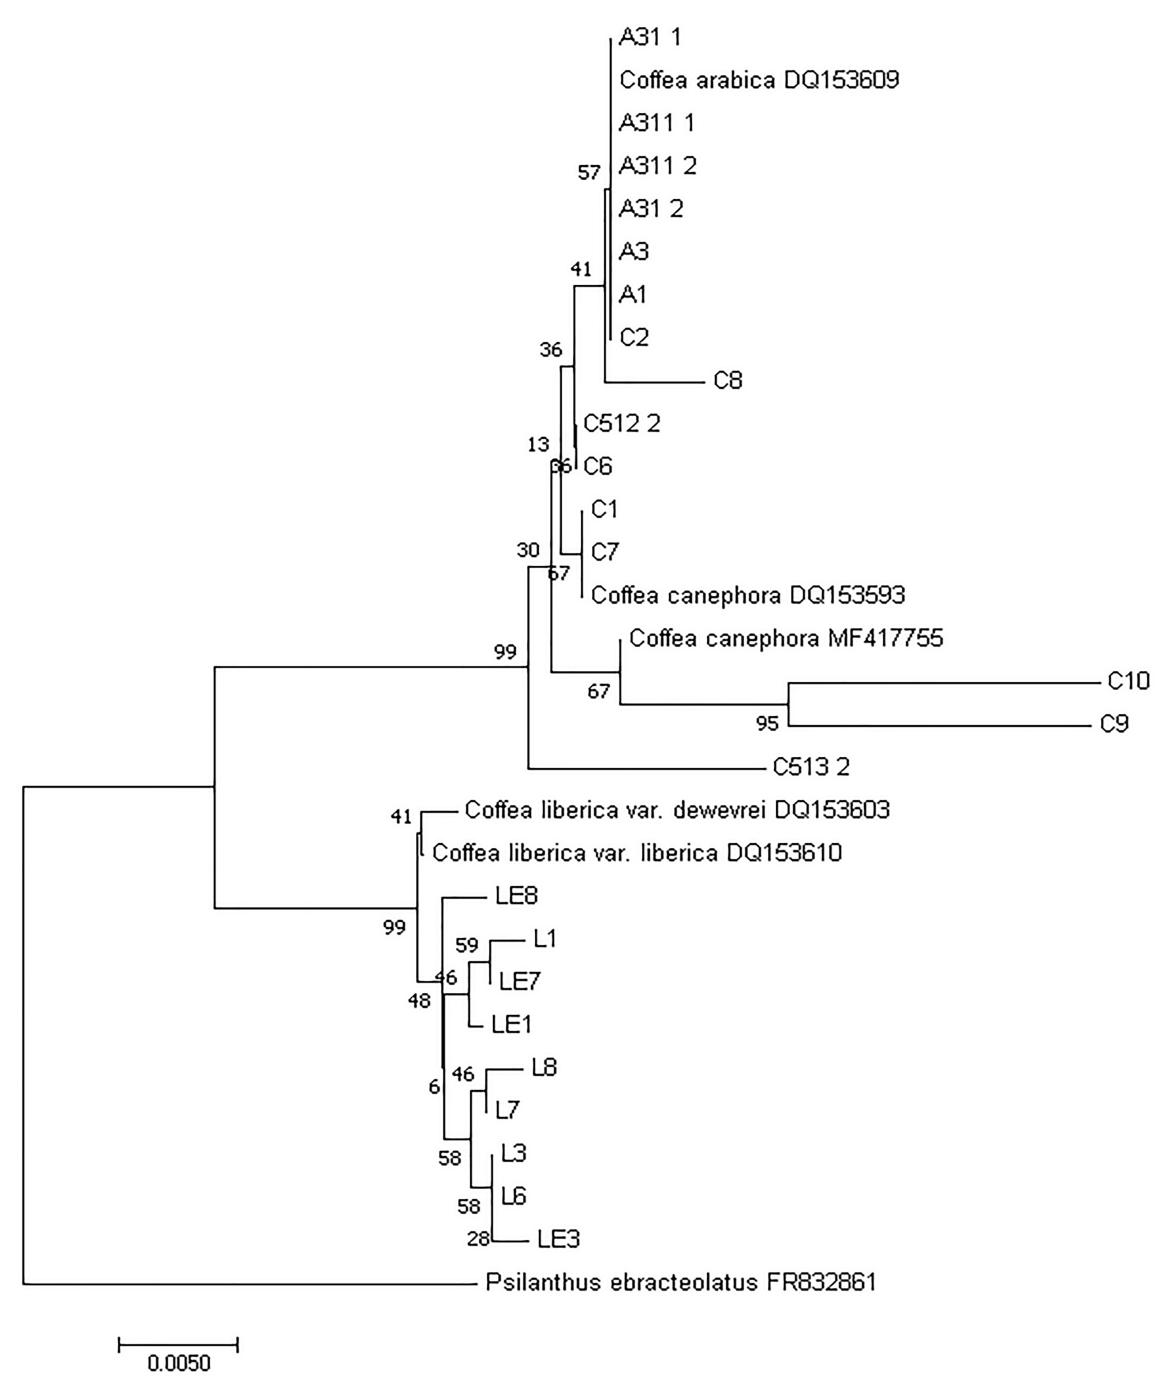 A31 1
Coffea arabica DQ153609
A311 1
A311 2
57
A31 2
A3
41
A1
C2
36
C8
C512 2
13
36 C6
C1
30
C7
67
Coffea canephora DQ153593
Coffea canephora MF417755
99
C10
67
95
C9
C513 2
41
Coffea liberica var. dewevrei DQ153603
Coffea liberica var. liberica DQ153610
LE8
99
59
L1
46
LE7
48
LE1
46
L8
6
L7
58
L3
58
L6
28
LE3
Psilanthus ebracteolatus FR832861
0.0050